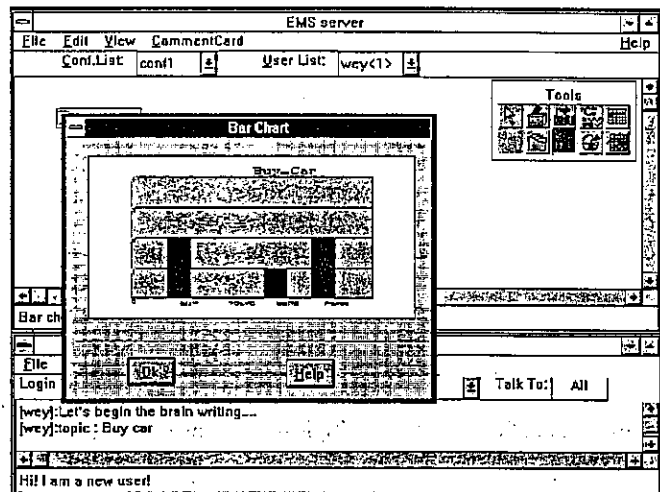 EMS server
File Edit View CommentCard Help
Conf.List: conf1 User List: wey<1>
Tools
Bar Chart
Buy_Car
Bar ch
Ok Help
File
Login Talk To: All
[wey]:Let's begin the brain writing...
[wey]:topic : Buy car
Hi! I am a new user!